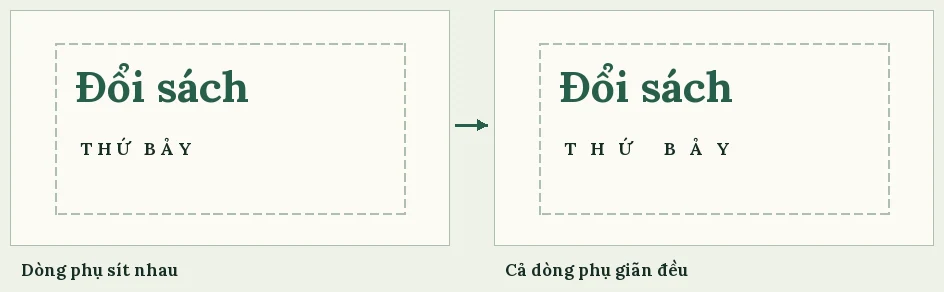 Đổi sách
THỨ BẢY
Dòng phụ sít nhau
Đổi sách
THỨ BẢY
Cả dòng phụ giãn đều